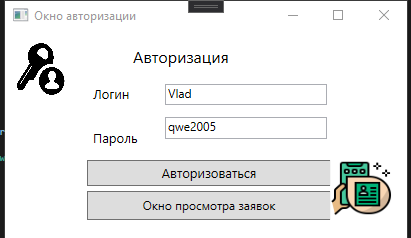 Окно авторизации
Авторизация
Логин
Vlad
Пароль
qwe2005
Авторизоваться
Окно просмотра заявок